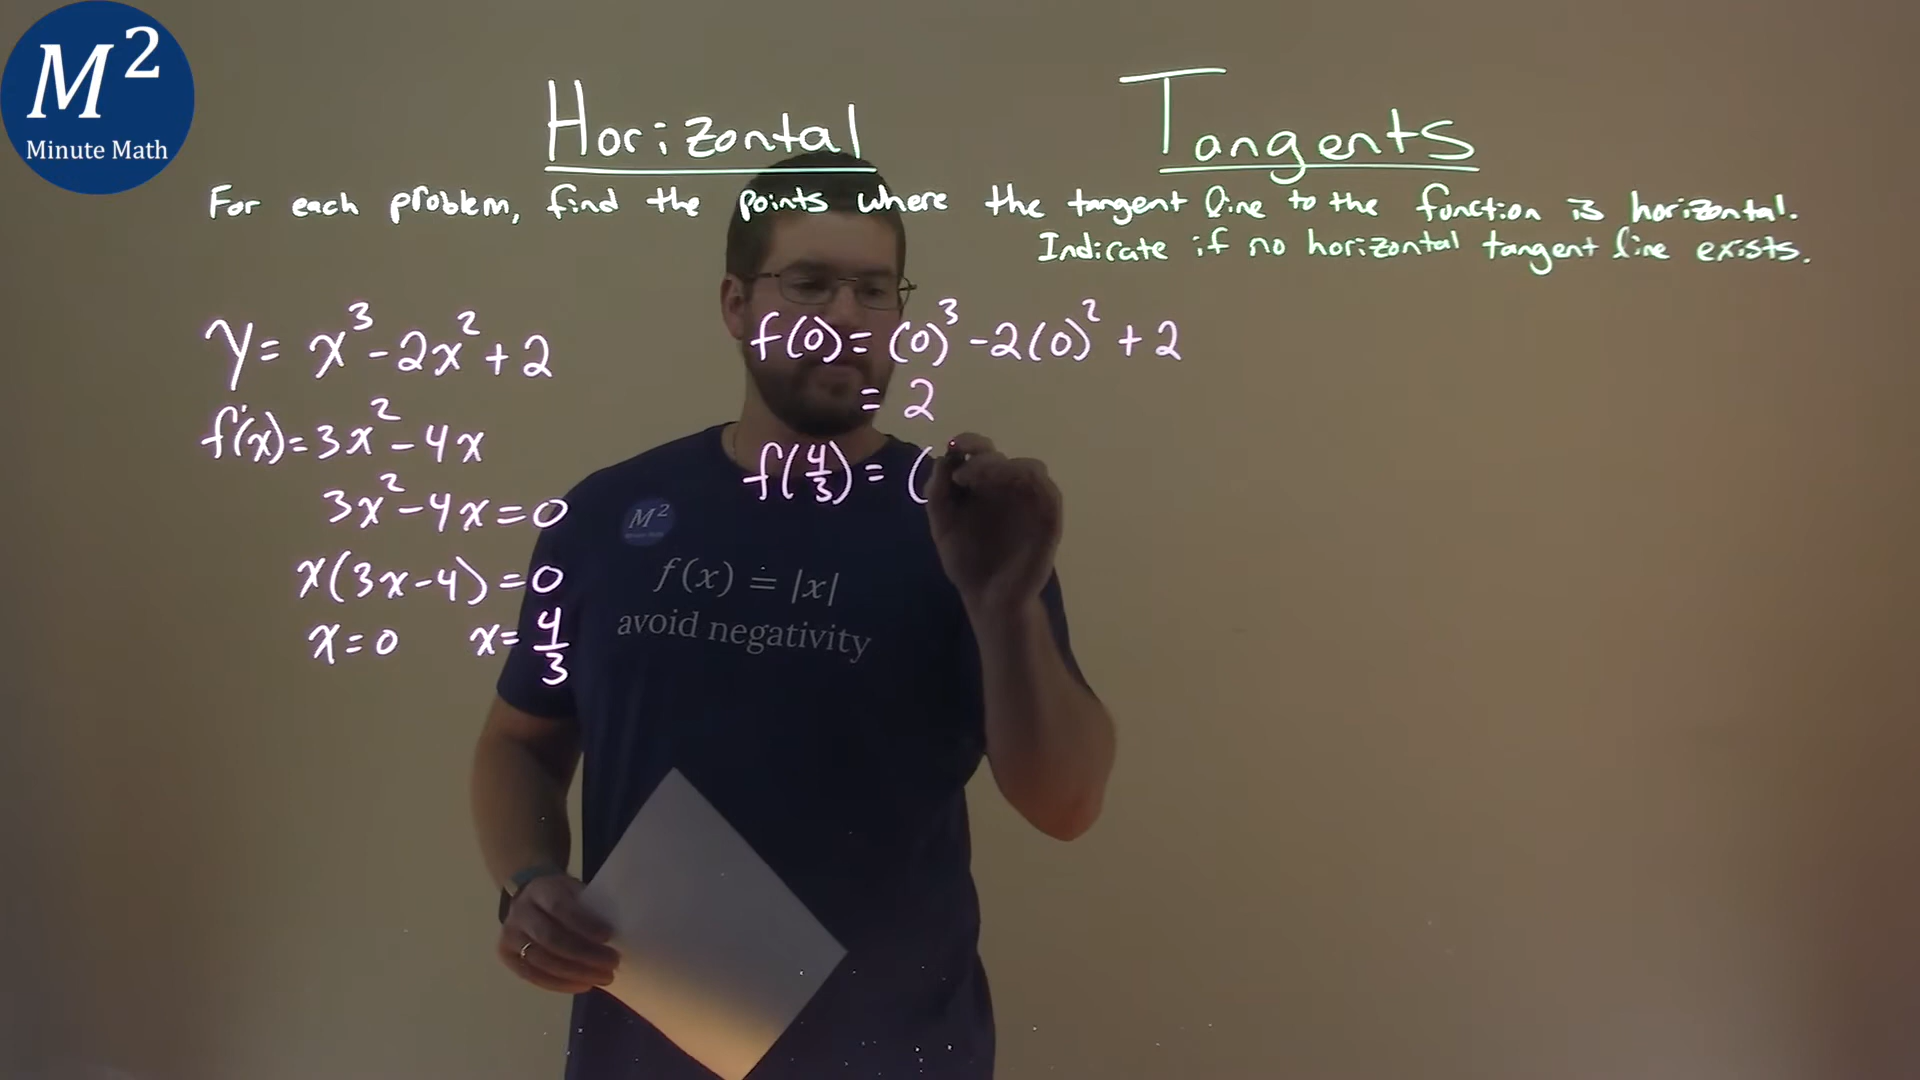 M²
Minute Math
Horizontal Tangents
For each problem, find the points where the tangent line to the function is horizontal.
Indicate if no horizontal tangent line exists.
y = x³ - 2x² + 2
f'(x) = 3x² - 4x
3x² - 4x = 0
x(3x - 4) = 0
x = 0 x = 4/3
f(0) = (0)³ - 2(0)² + 2
= 2
f(4/3) = (
M²
f(x) = |x|
avoid negativity